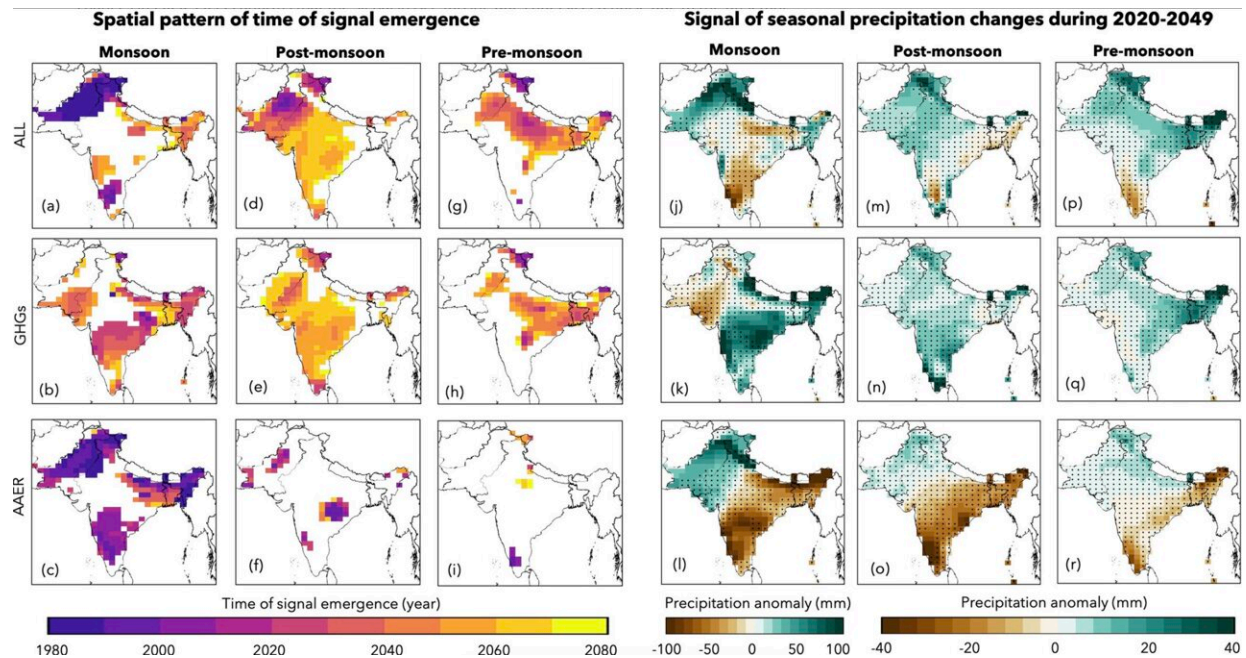 Spatial pattern of time of signal emergence
Signal of seasonal precipitation changes during 2020-2049
Monsoon Post-monsoon Pre-monsoon
Monsoon Post-monsoon Pre-monsoon
ALL
(a) (d) (g) (j) (m) (p)
GHGs
(b) (e) (h) (k) (n) (q)
AAER
(c) (f) (i) (l) (o) (r)
Time of signal emergence (year)
1980 2000 2020 2040 2060 2080
Precipitation anomaly (mm)
-100 -50 0 50 100
Precipitation anomaly (mm)
-40 -20 0 20 40